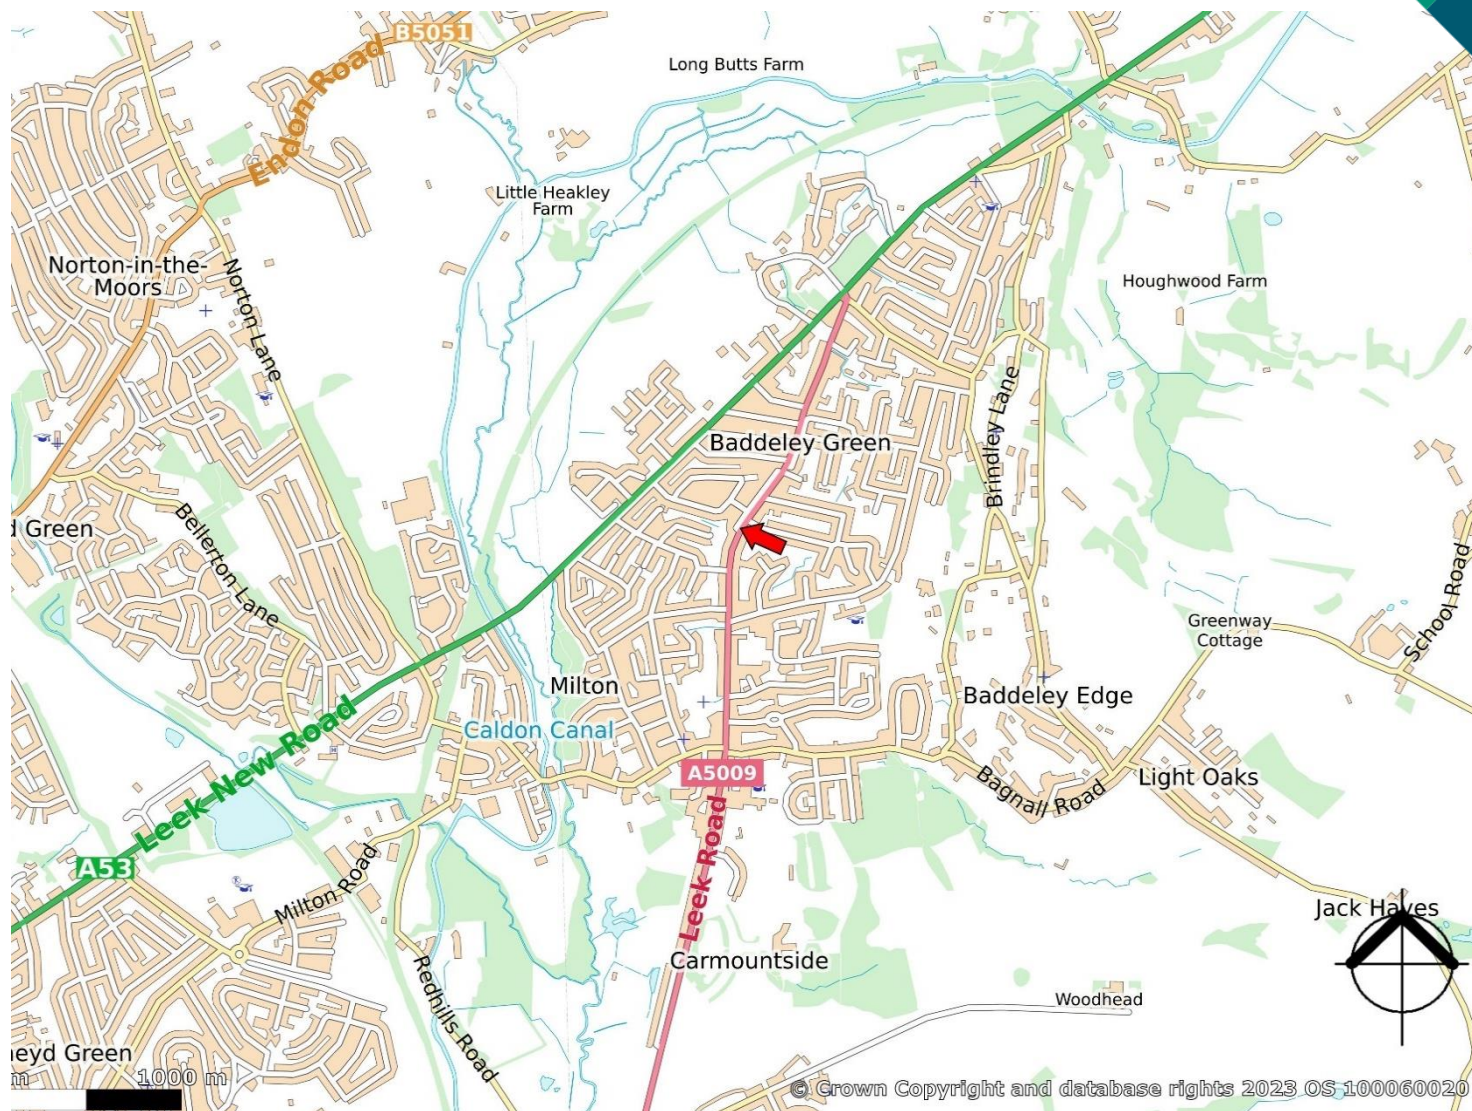 B5051
Endon Road
Long Butts Farm
Little Heakley
Farm
Norton-in-the-
Moors
Norton Lane
Houghwood Farm
Baddeley Green
Brindley Lane
d Green
Bellerton Lane
School Road
Greenway
Cottage
Milton
Baddeley Edge
Caldon Canal
Leek New Road
A5009
Bagnall Road
Light Oaks
A53
Milton Road
Leek Road
Jack Hayes
Carmountside
Redhills Road
Woodhead
eyd Green
m
1000 m
© Crown Copyright and database rights 2023 OS 100060020